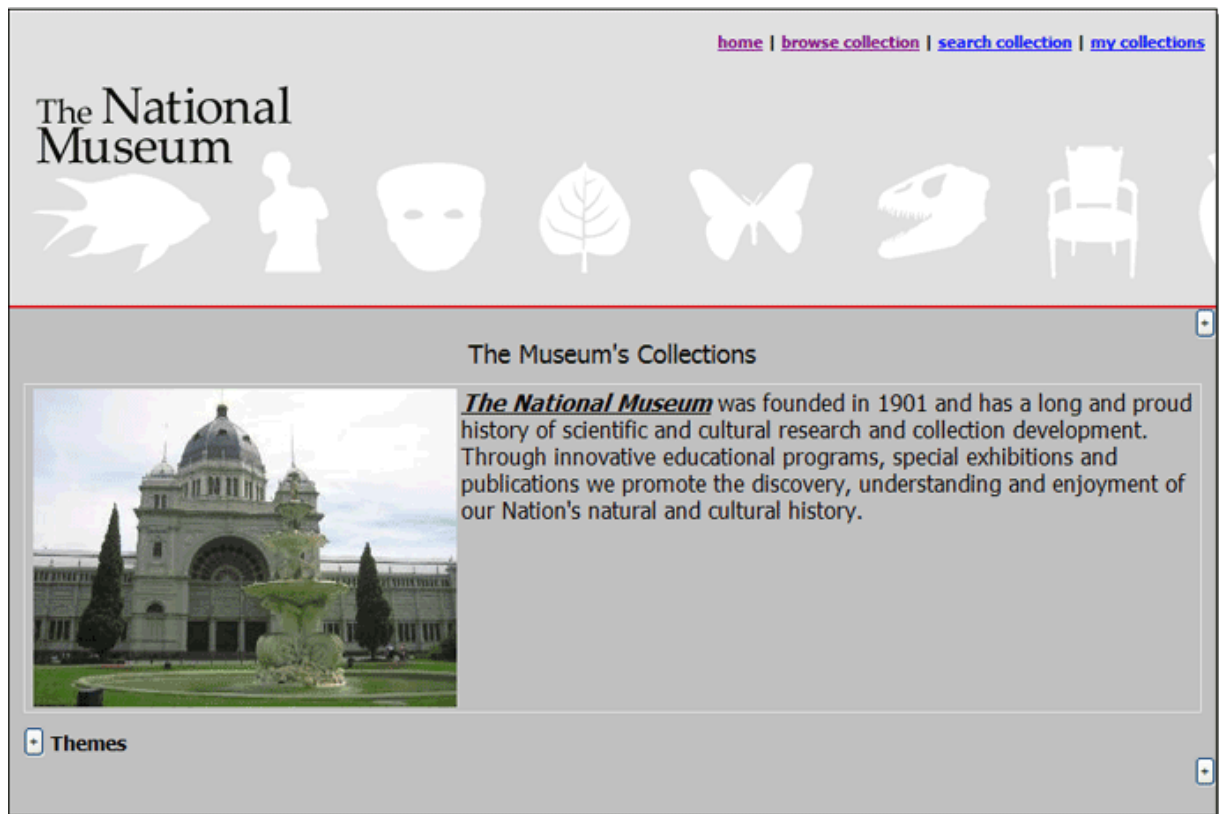 home | browse collection | search collection | my collections
The National
Museum
+
The Museum's Collections
The National Museum was founded in 1901 and has a long and proud
history of scientific and cultural research and collection development.
Through innovative educational programs, special exhibitions and
publications we promote the discovery, understanding and enjoyment of
our Nation's natural and cultural history.
+ Themes
+